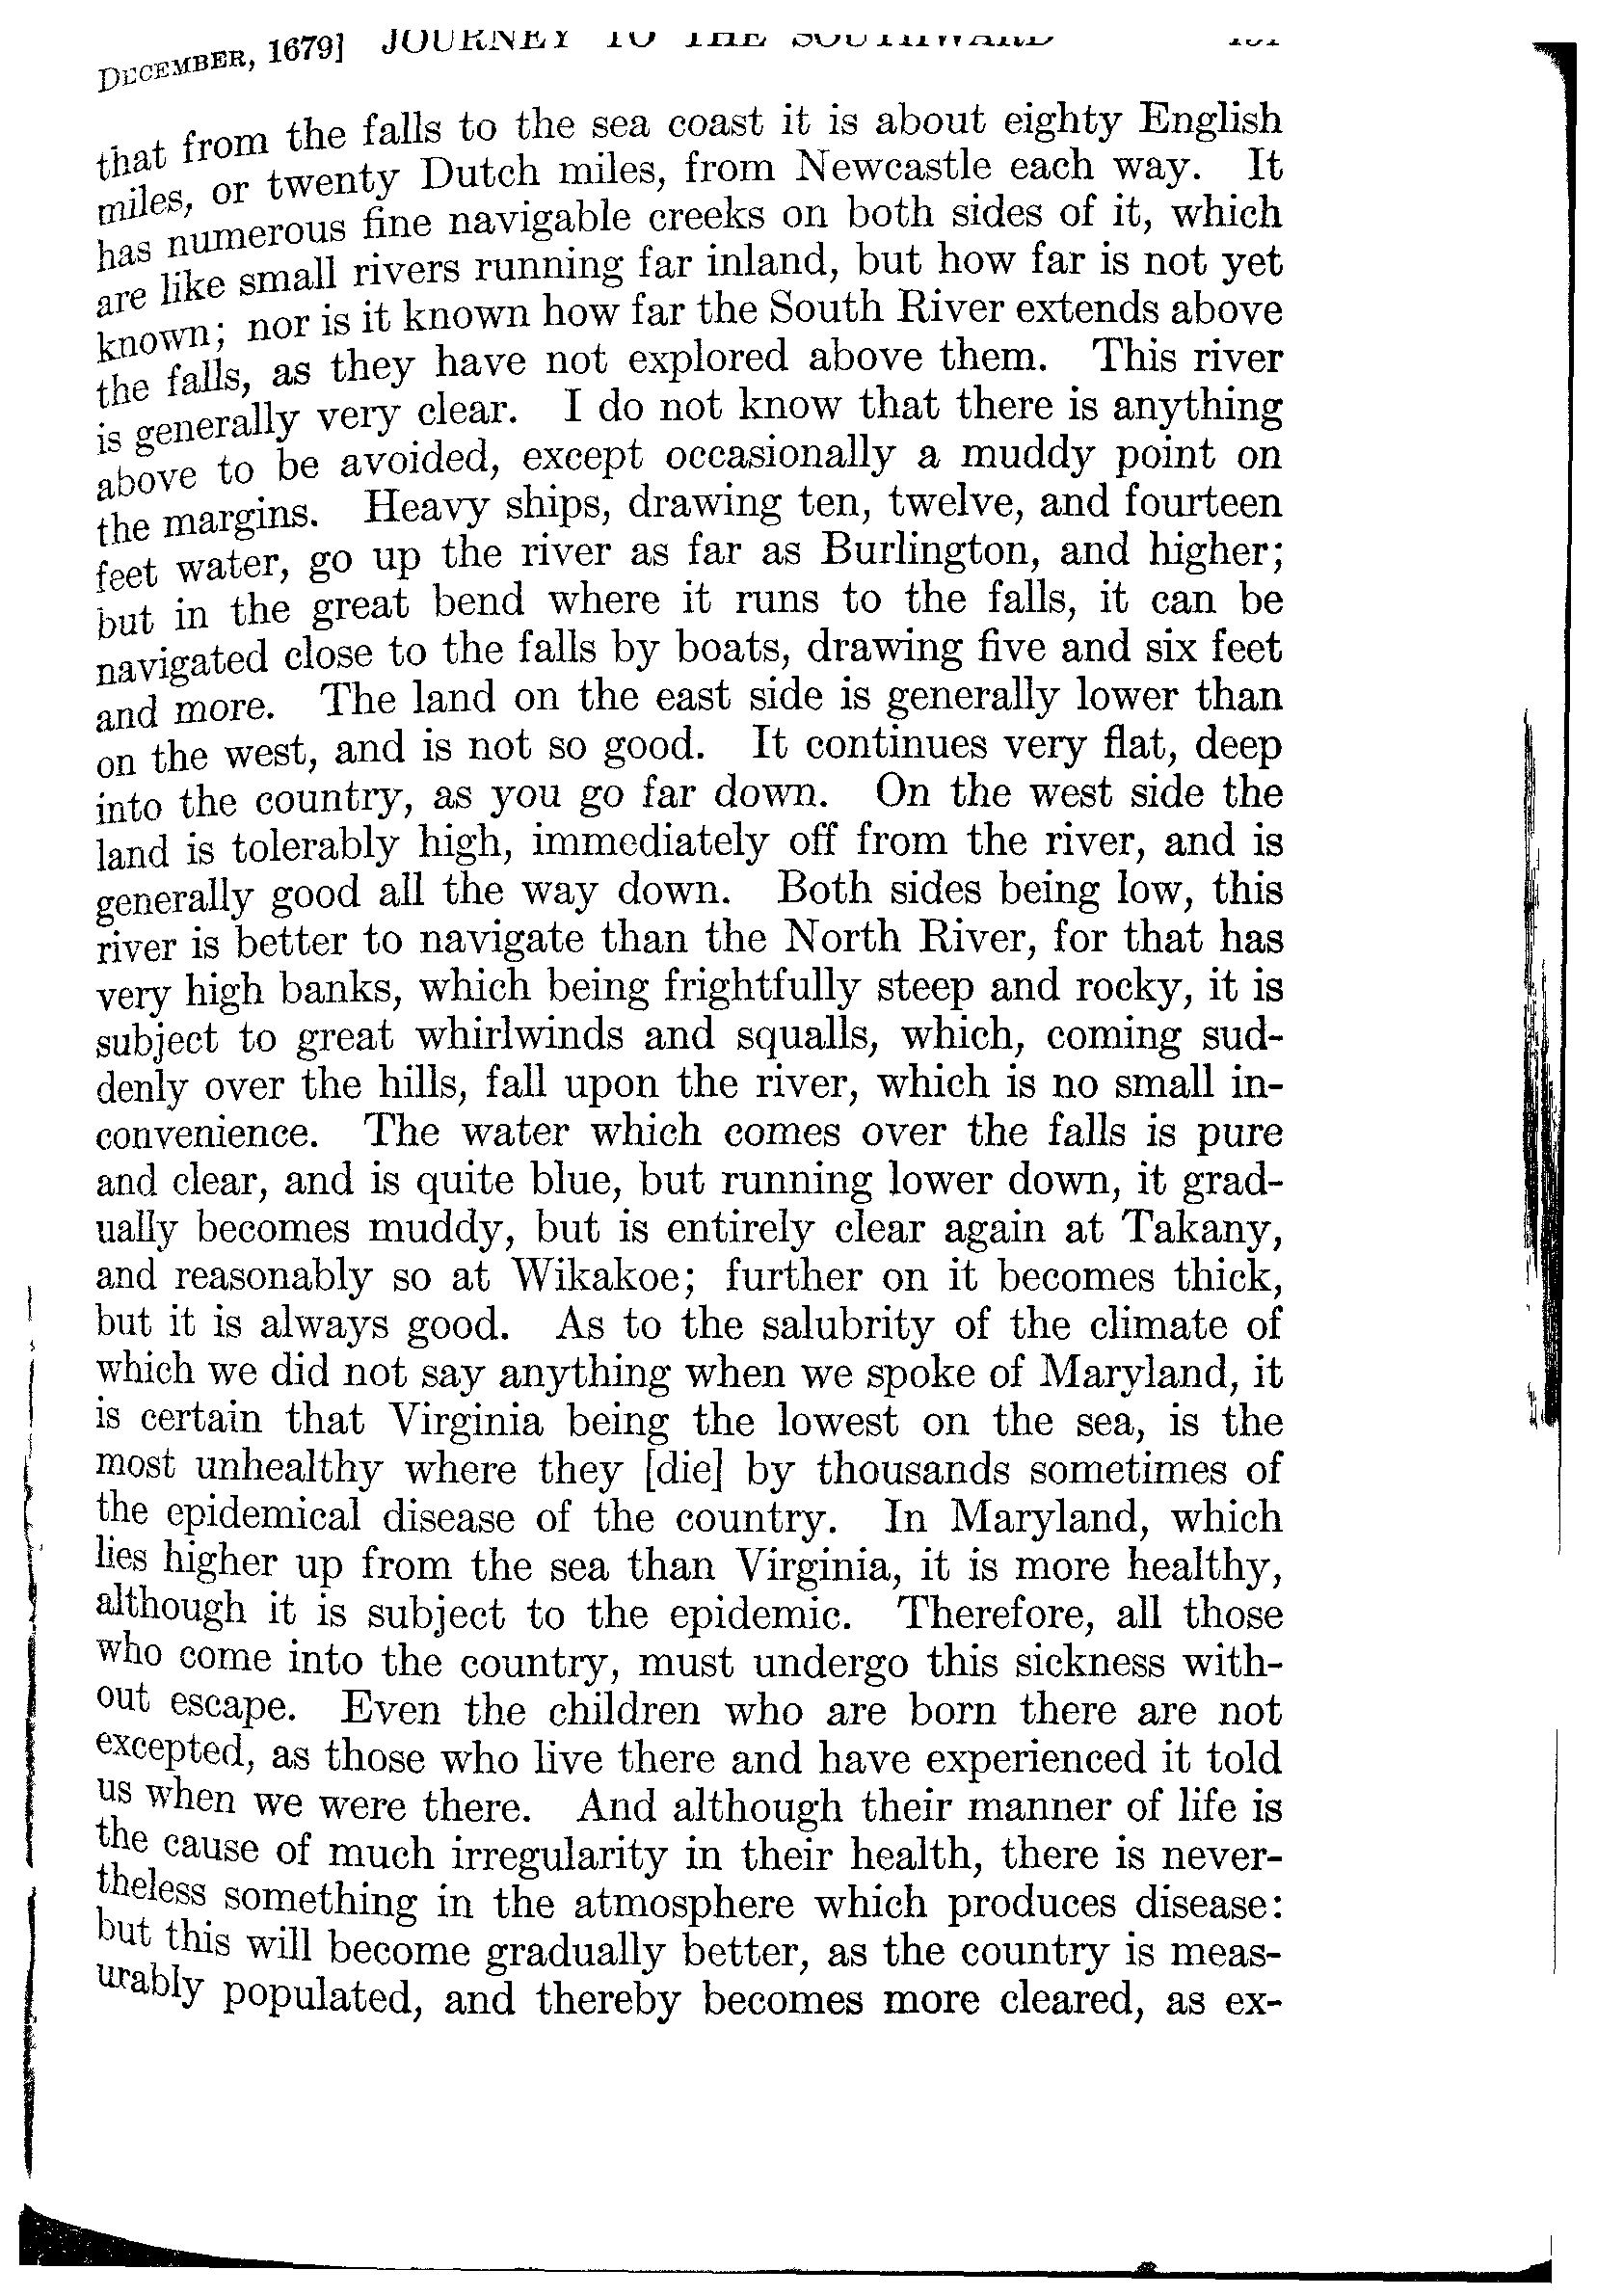 DECEMBER, 1679] JOURNEY TO THE SOUTHWARD
that from the falls to the sea coast it is about eighty English
miles, or twenty Dutch miles, from Newcastle each way. It
has numerous fine navigable creeks on both sides of it, which
are like small rivers running far inland, but how far is not yet
known; nor is it known how far the South River extends above
the falls, as they have not explored above them. This river
is generally very clear. I do not know that there is anything
above to be avoided, except occasionally a muddy point on
the margins. Heavy ships, drawing ten, twelve, and fourteen
feet water, go up the river as far as Burlington, and higher;
but in the great bend where it runs to the falls, it can be
navigated close to the falls by boats, drawing five and six feet
and more. The land on the east side is generally lower than
on the west, and is not so good. It continues very flat, deep
into the country, as you go far down. On the west side the
land is tolerably high, immediately off from the river, and is
generally good all the way down. Both sides being low, this
river is better to navigate than the North River, for that has
very high banks, which being frightfully steep and rocky, it is
subject to great whirlwinds and squalls, which, coming sud-
denly over the hills, fall upon the river, which is no small in-
convenience. The water which comes over the falls is pure
and clear, and is quite blue, but running lower down, it grad-
ually becomes muddy, but is entirely clear again at Takany,
and reasonably so at Wikakoe; further on it becomes thick,
but it is always good. As to the salubrity of the climate of
which we did not say anything when we spoke of Maryland, it
is certain that Virginia being the lowest on the sea, is the
most unhealthy where they [die] by thousands sometimes of
the epidemical disease of the country. In Maryland, which
lies higher up from the sea than Virginia, it is more healthy,
although it is subject to the epidemic. Therefore, all those
who come into the country, must undergo this sickness with-
out escape. Even the children who are born there are not
excepted, as those who live there and have experienced it told
us when we were there. And although their manner of life is
the cause of much irregularity in their health, there is never-
theless something in the atmosphere which produces disease:
but this will become gradually better, as the country is meas-
urably populated, and thereby becomes more cleared, as ex-